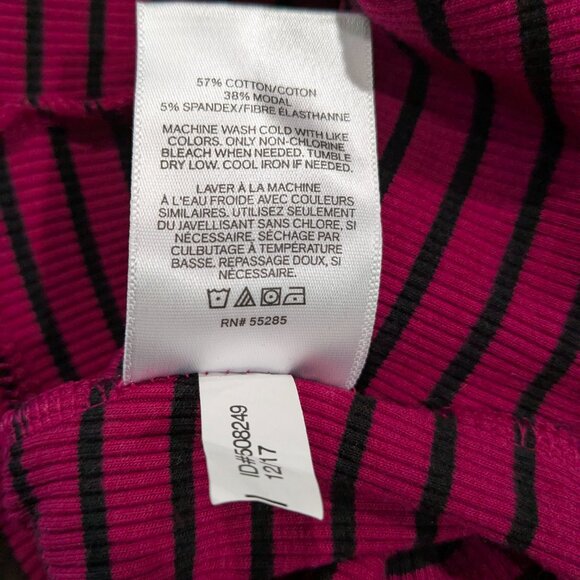 57% COTTON/COTON
38% MODAL
5% SPANDEX/FIBRE ÉLASTHANNE
MACHINE WASH COLD WITH LIKE
COLORS. ONLY NON-CHLORINE
BLEACH WHEN NEEDED. TUMBLE
DRY LOW. COOL IRON IF NEEDED.
LAVER À LA MACHINE
À L'EAU FROIDE AVEC COULEURS
SIMILAIRES. UTILISEZ SEULEMENT
DU JAVELLISANT SANS CHLORE, SI
NÉCESSAIRE. SÉCHAGE PAR
CULBUTAGE À TEMPÉRATURE
BASSE. REPASSAGE DOUX, SI
NÉCESSAIRE.
RN# 55285
ID#508249
12/17